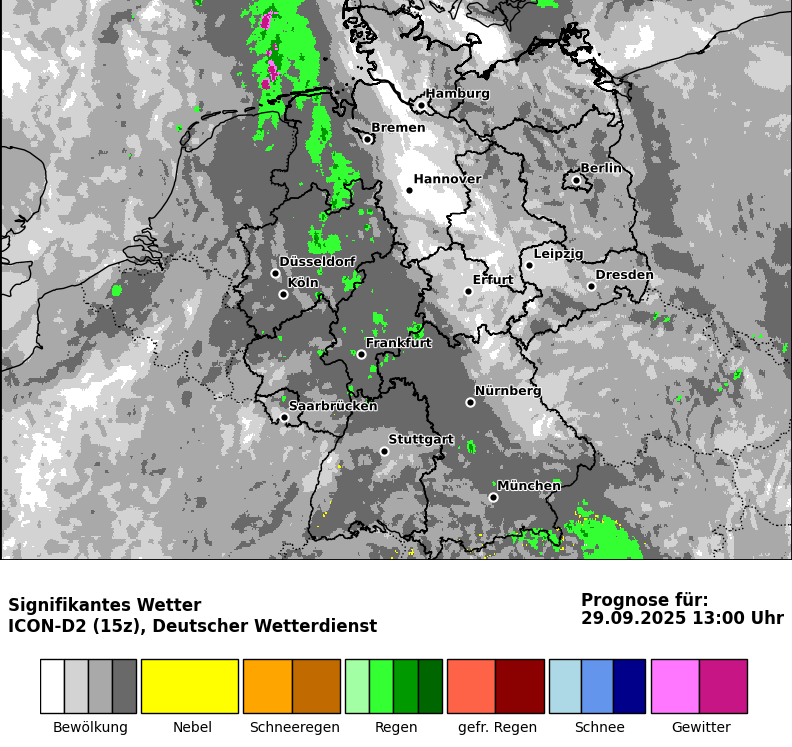 Hamburg
Bremen
Berlin
Hannover
Leipzig
Düsseldorf
Dresden
Köln
Erfurt
Frankfurt
Nürnberg
Saarbrücken
Stuttgart
München
Signifikantes Wetter
ICON-D2 (15z), Deutscher Wetterdienst
Prognose für:
29.09.2025 13:00 Uhr
Bewölkung Nebel Schneeregen Regen gefr. Regen Schnee Gewitter